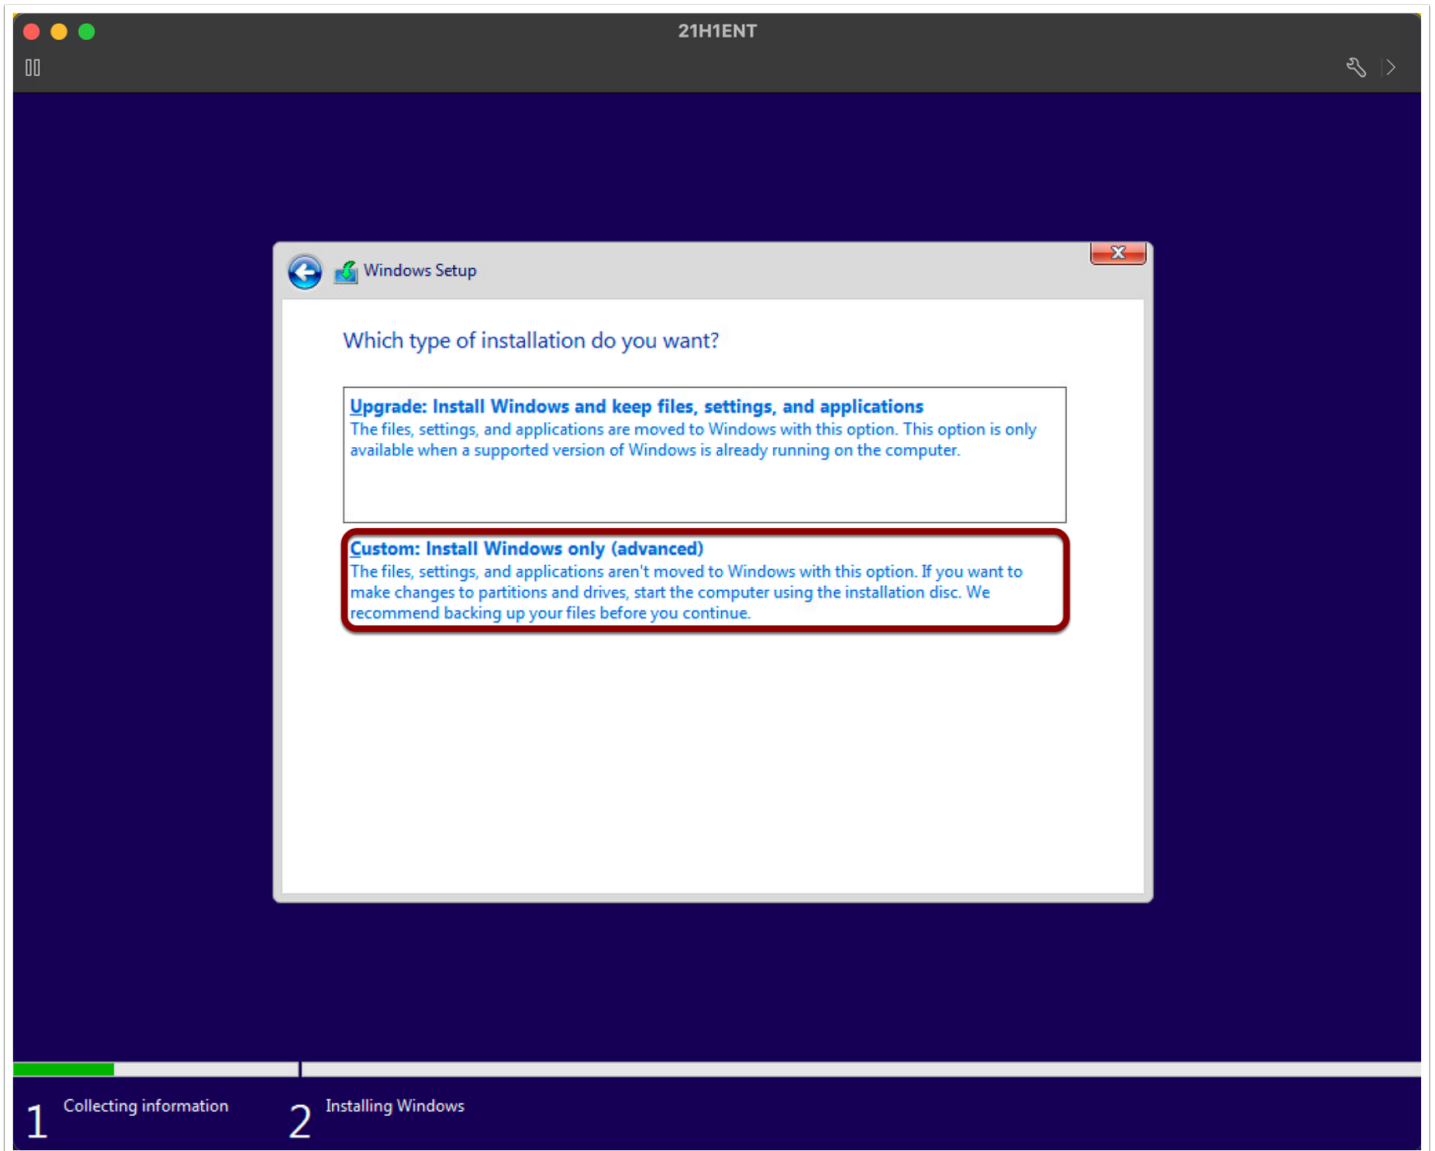 21H1ENT
Windows Setup
Which type of installation do you want?
Upgrade: Install Windows and keep files, settings, and applications
The files, settings, and applications are moved to Windows with this option. This option is only
available when a supported version of Windows is already running on the computer.
Custom: Install Windows only (advanced)
The files, settings, and applications aren't moved to Windows with this option. If you want to
make changes to partitions and drives, start the computer using the installation disc. We
recommend backing up your files before you continue.
1 Collecting information
2 Installing Windows